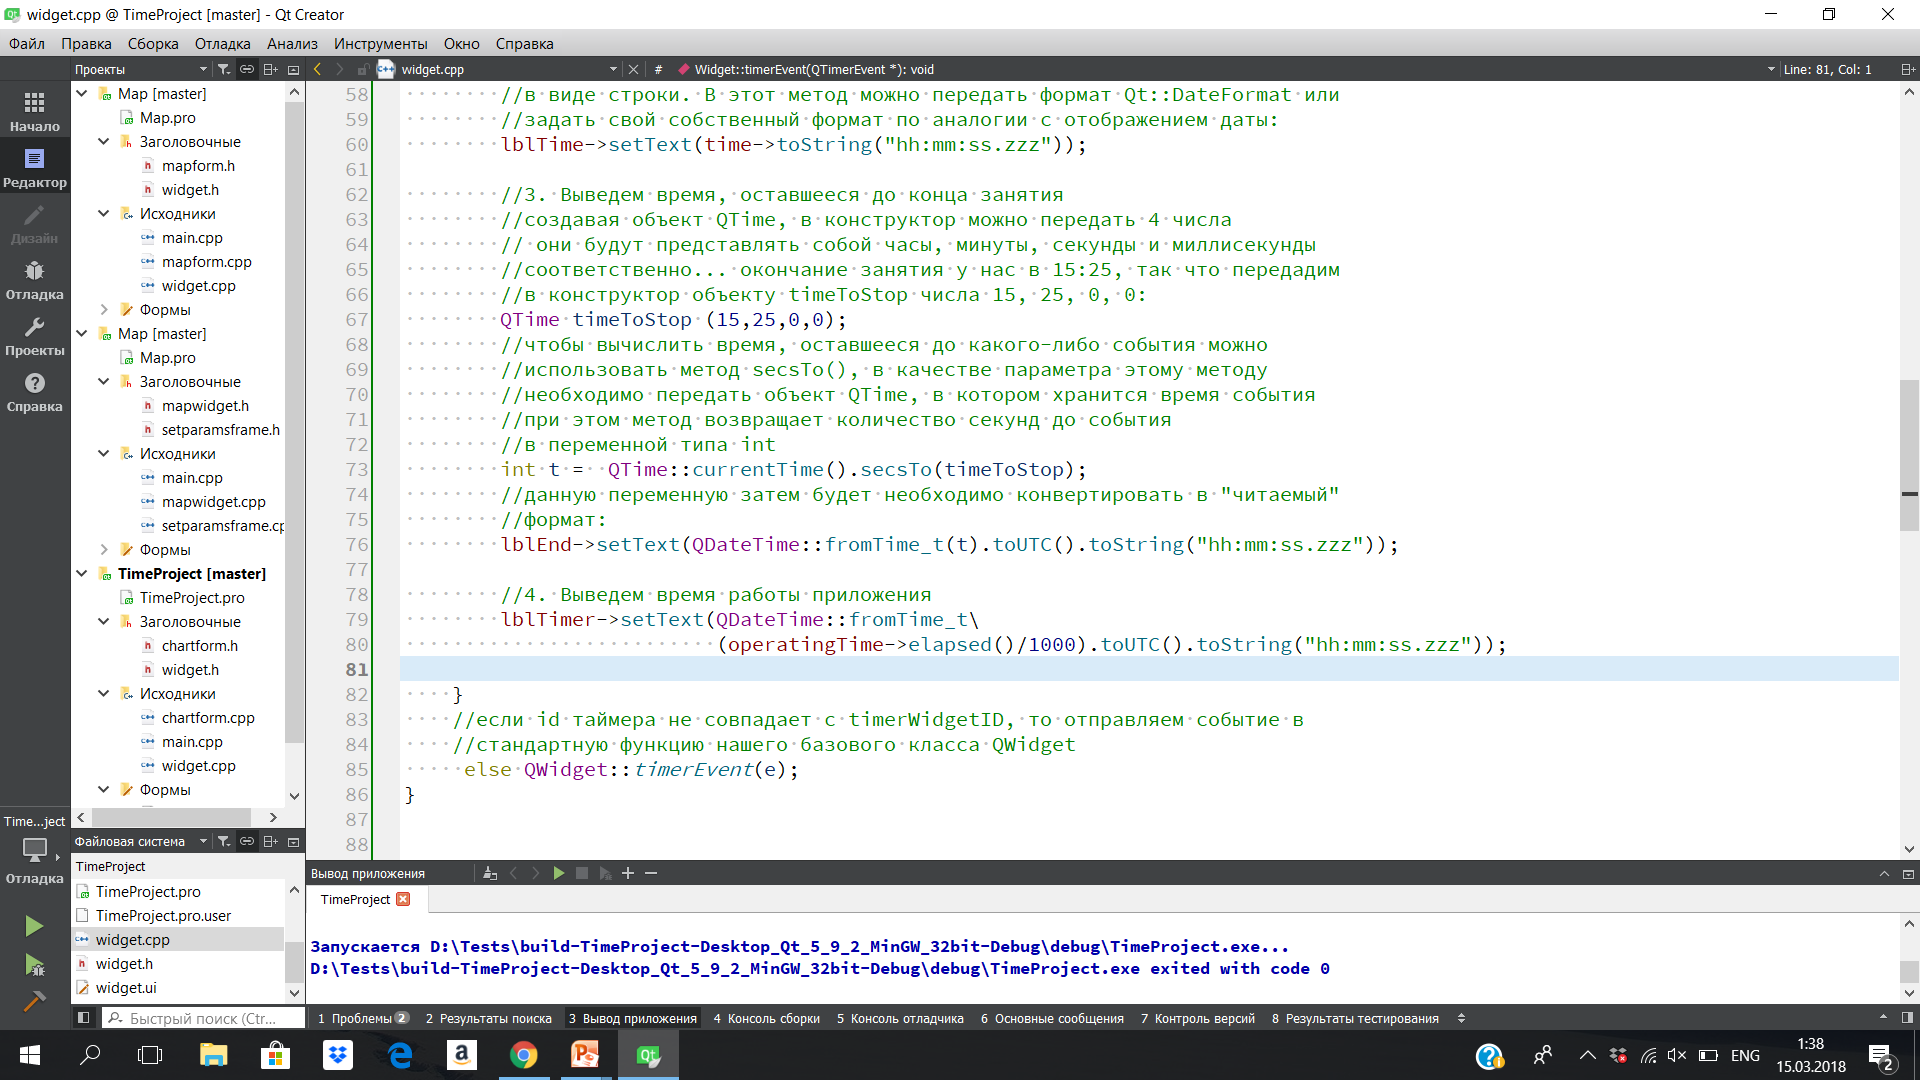 widget.cpp @ TimeProject [master] - Qt Creator
Файл Правка Сборка Отладка Анализ Инструменты Окно Справка
Проекты
widget.cpp
# Widget::timerEvent(QTimerEvent *): void
Line: 81, Col: 1
Начало
Редактор
Дизайн
Отладка
Проекты
Справка
Time...ject
Отладка
Map [master]
Map.pro
Заголовочные
mapform.h
widget.h
Исходники
main.cpp
mapform.cpp
widget.cpp
Формы
Map [master]
Map.pro
Заголовочные
mapwidget.h
setparamsframe.h
Исходники
main.cpp
mapwidget.cpp
setparamsframe.cp
Формы
TimeProject [master]
TimeProject.pro
Заголовочные
chartform.h
widget.h
Исходники
chartform.cpp
main.cpp
widget.cpp
Формы
Файловая система
TimeProject
TimeProject.pro
TimeProject.pro.user
widget.cpp
widget.h
widget.ui
58 //в виде строки. В этот метод можно передать формат Qt::DateFormat или
59 //задать свой собственный формат по аналогии с отображением даты:
60 lblTime->setText(time->toString("hh:mm:ss.zzz"));
61
62 //3. Выведем время, оставшееся до конца занятия
63 //создавая объект QTime, в конструктор можно передать 4 числа
64 // они будут представлять собой часы, минуты, секунды и миллисекунды
65 //соответственно... окончание занятия у нас в 15:25, так что передадим
66 //в конструктор объекту timeToStop числа 15, 25, 0, 0:
67 QTime timeToStop (15,25,0,0);
68 //чтобы вычислить время, оставшееся до какого-либо события можно
69 //использовать метод secsTo(), в качестве параметра этому методу
70 //необходимо передать объект QTime, в котором хранится время события
71 //при этом метод возвращает количество секунд до события
72 //в переменной типа int
73 int t =  QTime::currentTime().secsTo(timeToStop);
74 //данную переменную затем будет необходимо конвертировать в "читаемый"
75 //формат:
76 lblEnd->setText(QDateTime::fromTime_t(t).toUTC().toString("hh:mm:ss.zzz"));
77
78 //4. Выведем время работы приложения
79 lblTimer->setText(QDateTime::fromTime_t\
80 (operatingTime->elapsed()/1000).toUTC().toString("hh:mm:ss.zzz"));
81
82 }
83 //если id таймера не совпадает с timerWidgetID, то отправляем событие в
84 //стандартную функцию нашего базового класса QWidget
85 else QWidget::timerEvent(e);
86 }
87
88
Вывод приложения
TimeProject
Запускается D:\Tests\build-TimeProject-Desktop_Qt_5_9_2_MinGW_32bit-Debug\debug\TimeProject.exe...
D:\Tests\build-TimeProject-Desktop_Qt_5_9_2_MinGW_32bit-Debug\debug\TimeProject.exe exited with code 0
Быстрый поиск (Ctr...
1 Проблемы 2 2 Результаты поиска 3 Вывод приложения 4 Консоль сборки 5 Консоль отладчика 6 Основные сообщения 7 Контроль версий 8 Результаты тестирования
ENG
1:38
15.03.2018
2